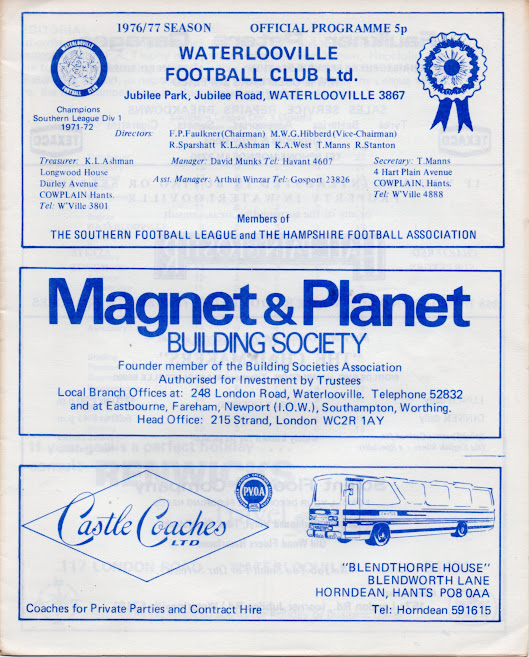 1976/77 SEASON OFFICIAL PROGRAMME 5p
WATERLOOVILLE
FOOTBALL CLUB Ltd.
Jubilee Park, Jubilee Road, WATERLOOVILLE 3867
WATERLOOVILLE
Champions
Southern League Div 1
1971-72
Directors: F.P.Faulkner(Chairman) M.W.G.Hibberd(Vice-Chairman)
R.Sparshatt K.L.Ashman K.A.West T.Manns R.Stanton
Treasurer: K.L Ashman
Longwood House
Durley Avenue
COWPLAIN Hants.
Tel: W'Ville 3801
Manager: David Munks Tel: Havant 4607
Asst. Manager: Arthur Winzar Tel: Gosport 23826
Secretary: T.Manns
4 Hart Plain Avenue
COWPLAIN, Hants.
Tel: W'Ville 4888
Members of
THE SOUTHERN FOOTBALL LEAGUE and THE HAMPSHIRE FOOTBALL ASSOCIATION
Magnet & Planet
BUILDING SOCIETY
Founder member of the Building Societies Association
Authorised for Investment by Trustees
Local Branch Offices at: 248 London Road, Waterlooville. Telephone 52832
and at Eastbourne, Fareham, Newport (I.O.W.), Southampton, Worthing.
Head Office: 215 Strand, London WC2R 1AY
Castle Coaches
LTD
PVOA
"BLENDTHORPE HOUSE"
BLENDWORTH LANE
HORNDEAN, HANTS PO8 0AA
Coaches for Private Parties and Contract Hire
Tel: Horndean 591615